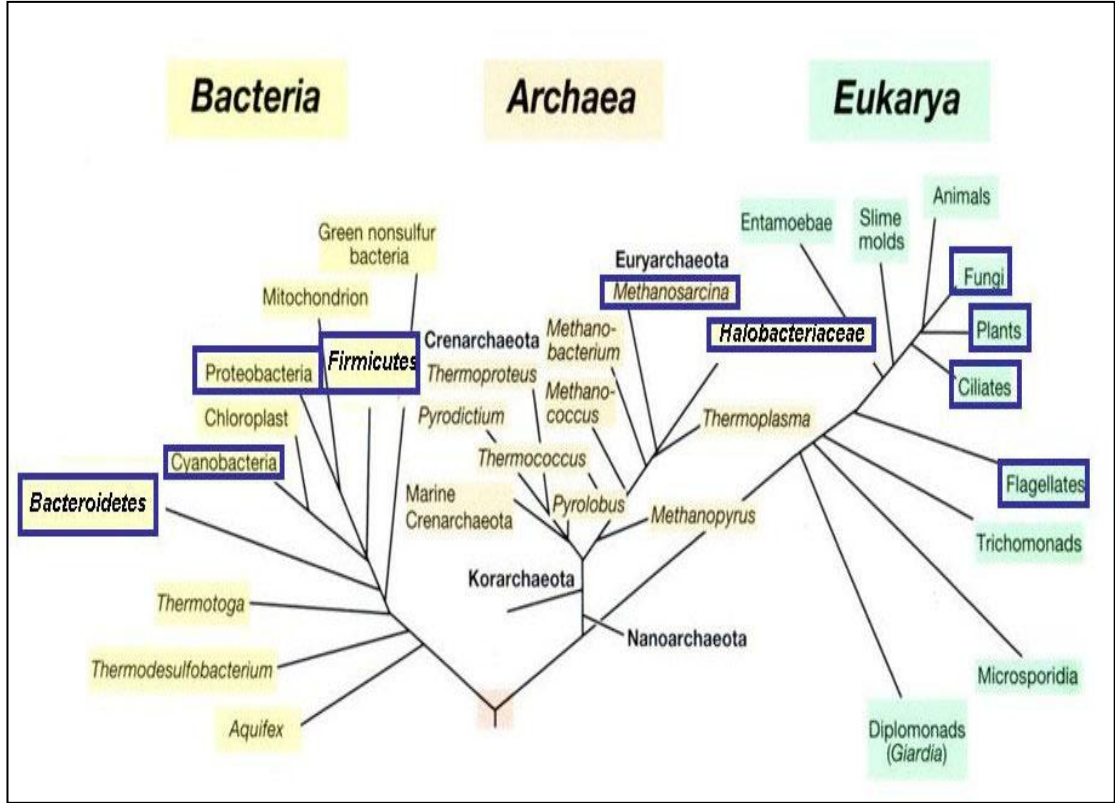 Bacteria
Archaea
Eukarya
Green nonsulfur
bacteria
Mitochondrion
Proteobacteria
Firmicutes
Chloroplast
Cyanobacteria
Bacteroidetes
Thermotoga
Thermodesulfobacterium
Aquifex
Euryarchaeota
Methanosarcina
Crenarchaeota
Methano-
bacterium
Halobacteriaceae
Thermoproteus
Methano-
coccus
Pyrodictium
Thermoplasma
Thermococcus
Marine
Crenarchaeota
Pyrolobus
Methanopyrus
Korarchaeota
Nanoarchaeota
Entamoebae
Slime
molds
Animals
Fungi
Plants
Ciliates
Flagellates
Trichomonads
Microsporidia
Diplomonads
(Giardia)